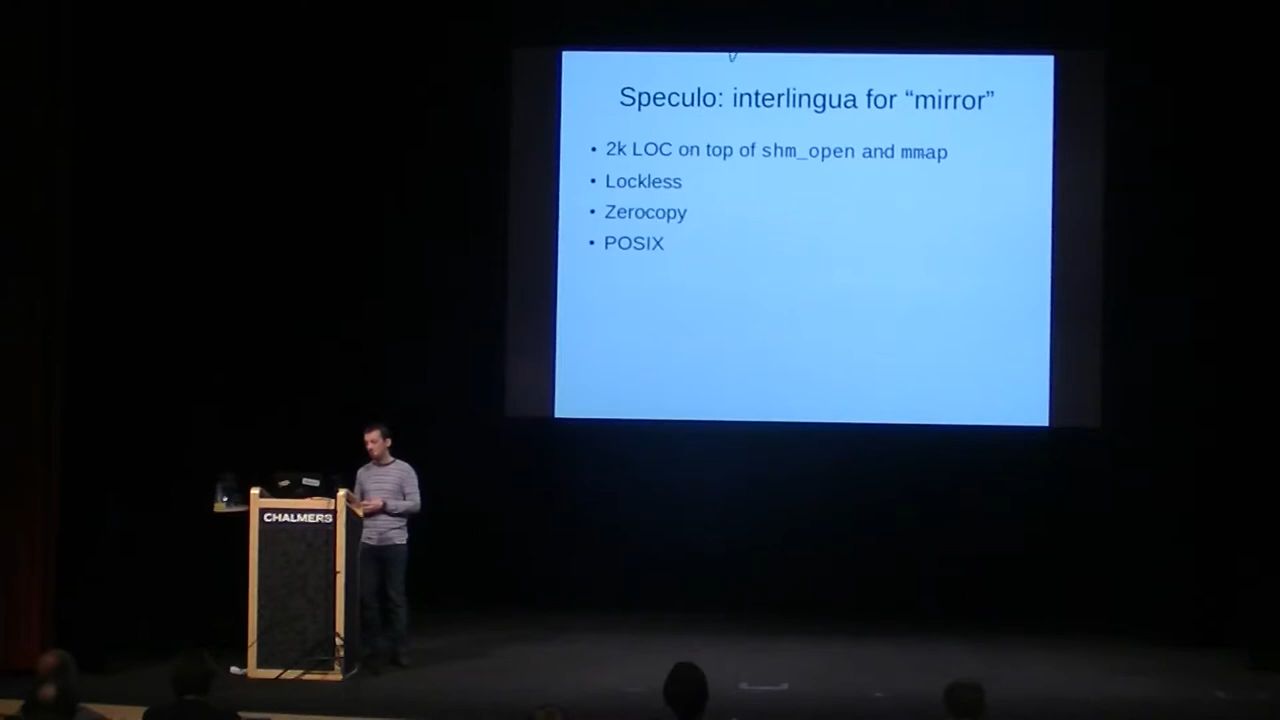 Speculo: interlingua for “mirror”
• 2k LOC on top of shm_open and mmap
• Lockless
• Zerocopy
• POSIX
CHALMERS